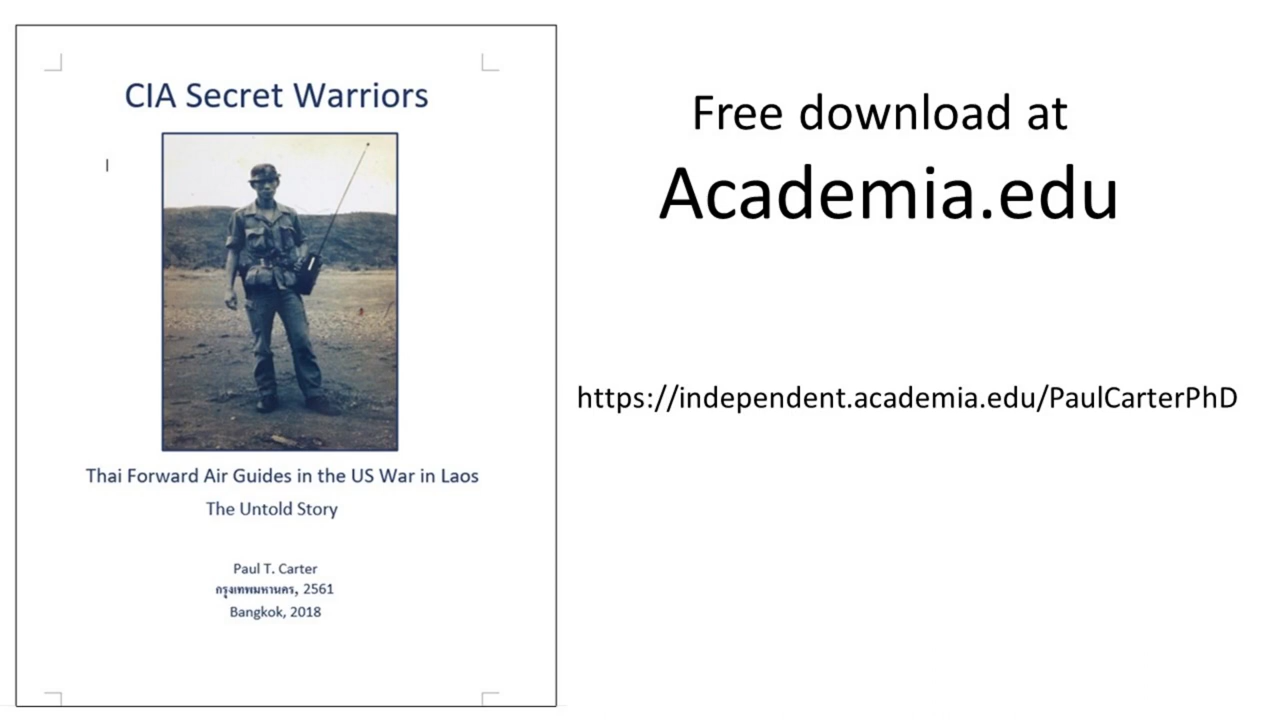 CIA Secret Warriors
Thai Forward Air Guides in the US War in Laos
The Untold Story
Paul T. Carter
กรุงเทพมหานคร, 2561
Bangkok, 2018
Free download at
Academia.edu
https://independent.academia.edu/PaulCarterPhD